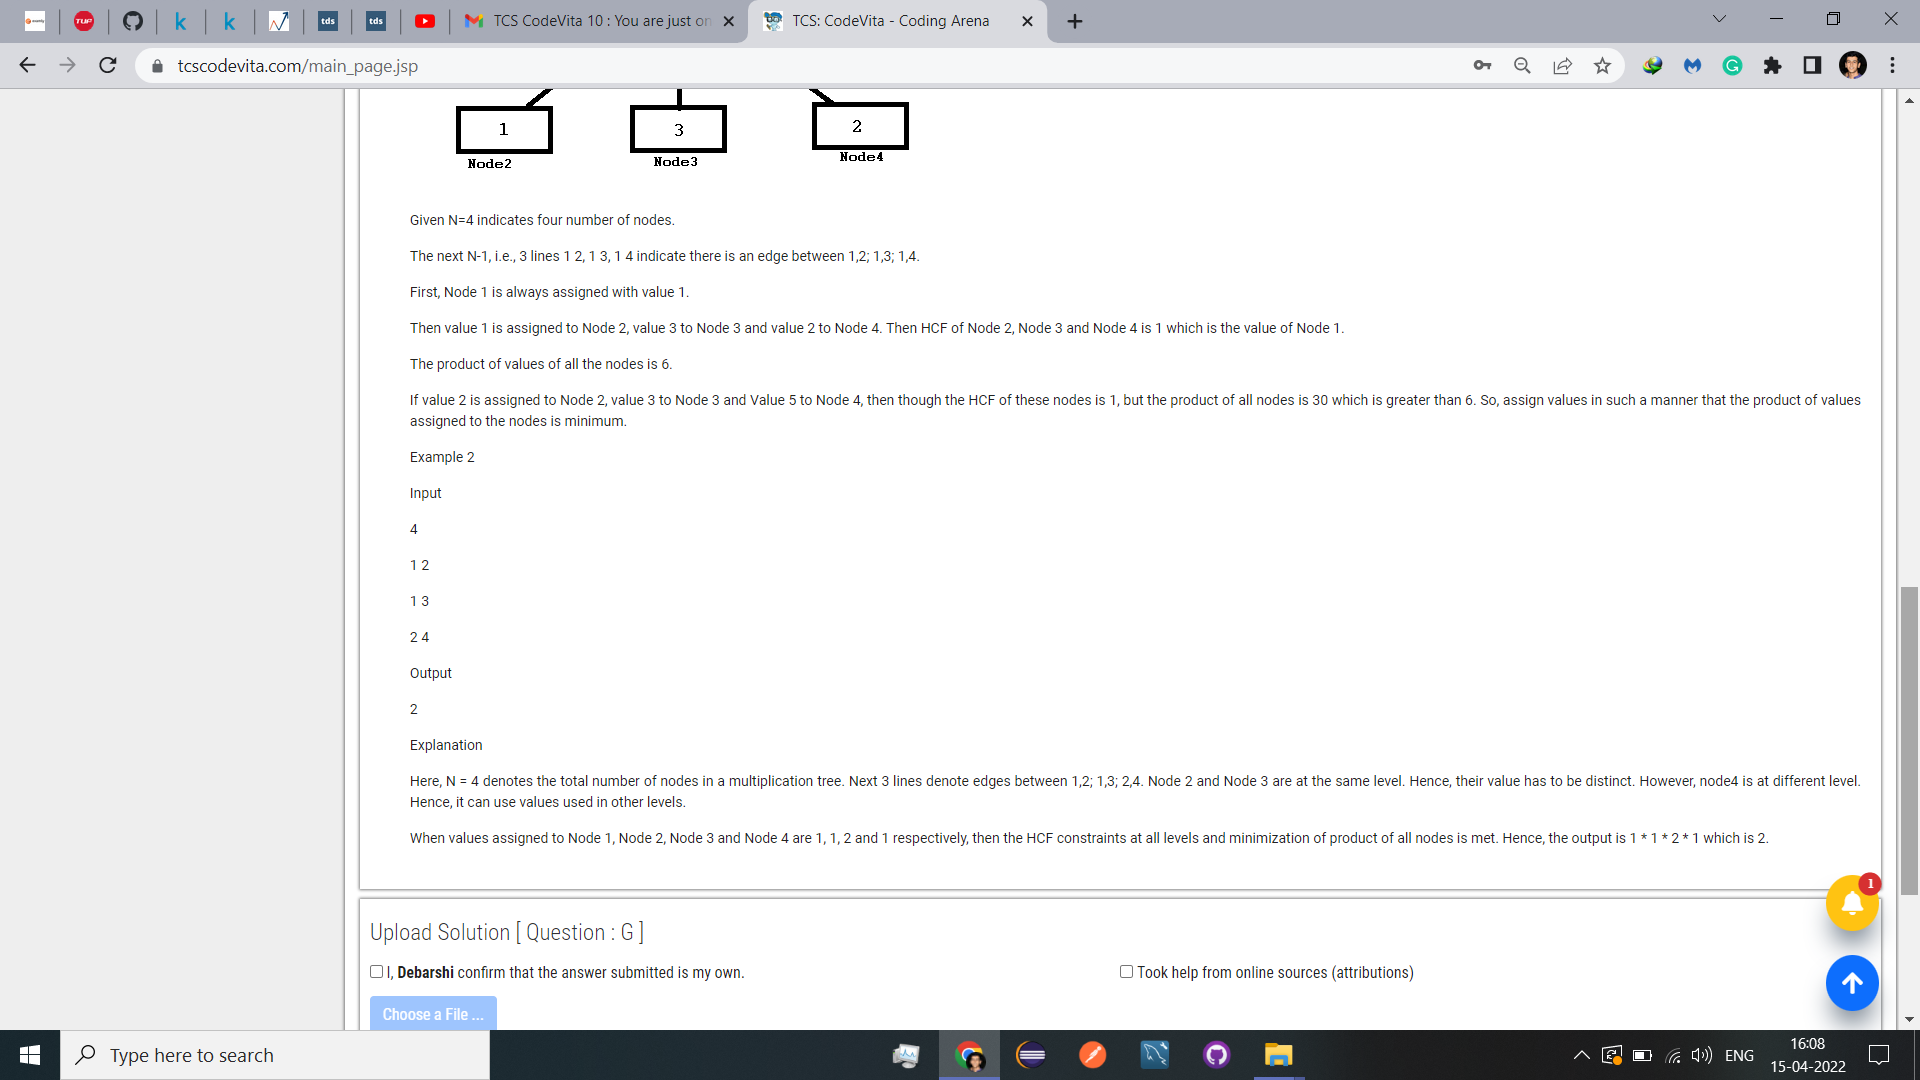 TUF
k
k
tds
tds
TCS CodeVita 10 : You are just on
TCS: CodeVita - Coding Arena
tcscodevita.com/main_page.jsp
1
3
2
Node2
Node3
Node4
Given N=4 indicates four number of nodes.
The next N-1, i.e., 3 lines 1 2, 1 3, 1 4 indicate there is an edge between 1,2; 1,3; 1,4.
First, Node 1 is always assigned with value 1.
Then value 1 is assigned to Node 2, value 3 to Node 3 and value 2 to Node 4. Then HCF of Node 2, Node 3 and Node 4 is 1 which is the value of Node 1.
The product of values of all the nodes is 6.
If value 2 is assigned to Node 2, value 3 to Node 3 and Value 5 to Node 4, then though the HCF of these nodes is 1, but the product of all nodes is 30 which is greater than 6. So, assign values in such a manner that the product of values
assigned to the nodes is minimum.
Example 2
Input
4
1 2
1 3
2 4
Output
2
Explanation
Here, N = 4 denotes the total number of nodes in a multiplication tree. Next 3 lines denote edges between 1,2; 1,3; 2,4. Node 2 and Node 3 are at the same level. Hence, their value has to be distinct. However, node4 is at different level.
Hence, it can use values used in other levels.
When values assigned to Node 1, Node 2, Node 3 and Node 4 are 1, 1, 2 and 1 respectively, then the HCF constraints at all levels and minimization of product of all nodes is met. Hence, the output is 1 * 1 * 2 * 1 which is 2.
1
Upload Solution [ Question : G ]
I, Debarshi confirm that the answer submitted is my own.
Took help from online sources (attributions)
Choose a File ...
Type here to search
ENG
16:08
15-04-2022